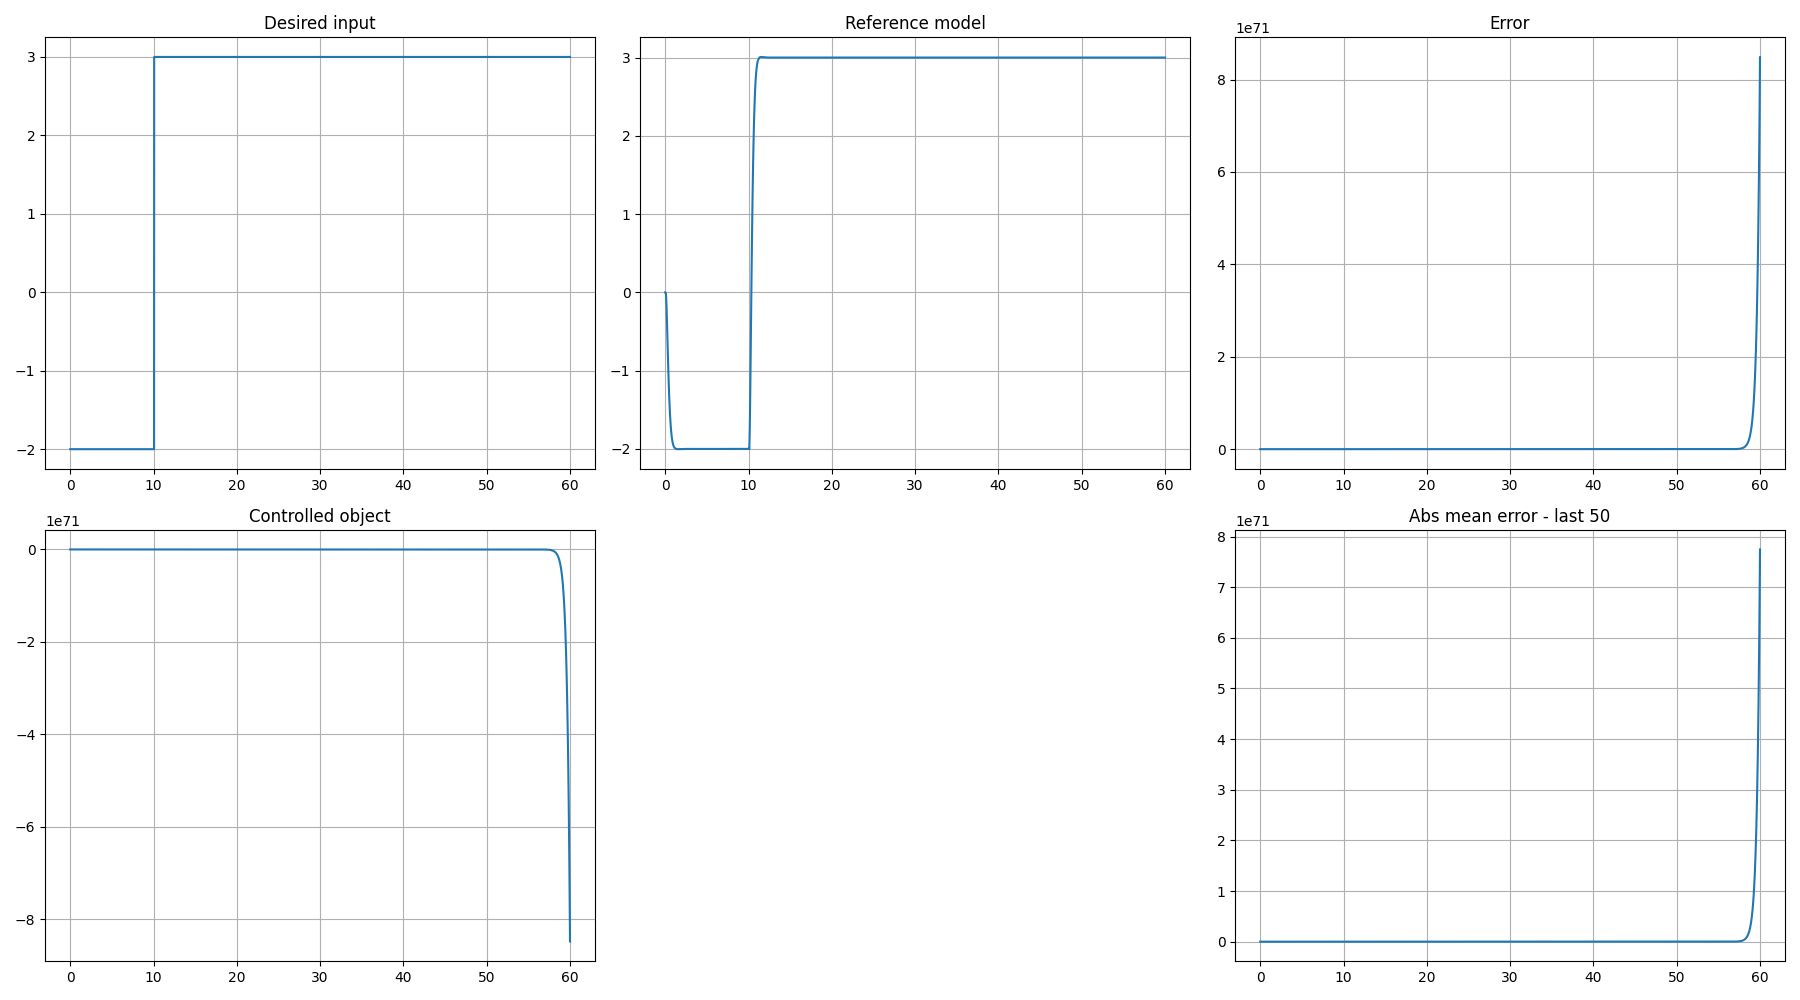 Desired input
3
2
1
0
−1
−2
0 10 20 30 40 50 60
Reference model
3
2
1
0
−1
−2
0 10 20 30 40 50 60
Error
1e71
8
6
4
2
0
0 10 20 30 40 50 60
Controlled object
1e71
0
−2
−4
−6
−8
0 10 20 30 40 50 60
Abs mean error - last 50
1e71
8
7
6
5
4
3
2
1
0
0 10 20 30 40 50 60